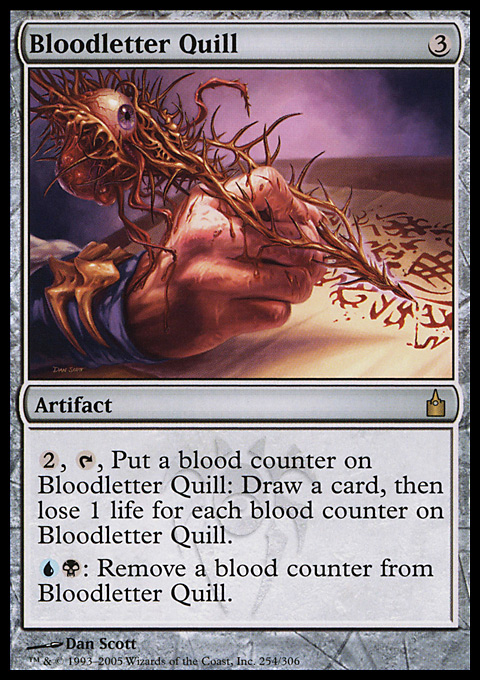 Bloodletter Quill 3
DAN SCOTT
Artifact
2, , Put a blood counter on
Bloodletter Quill: Draw a card, then
lose 1 life for each blood counter on
Bloodletter Quill.
: Remove a blood counter from
Bloodletter Quill.
Dan Scott
™ & © 1993–2005 Wizards of the Coast, Inc. 254/306